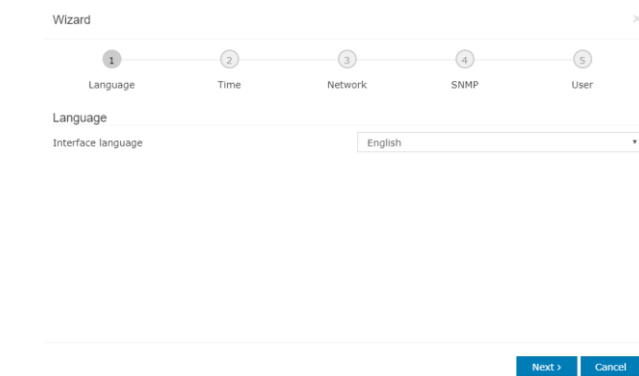 Wizard
1 2 3 4 5
Language Time Network SNMP User
Language
Interface language English
Next › Cancel